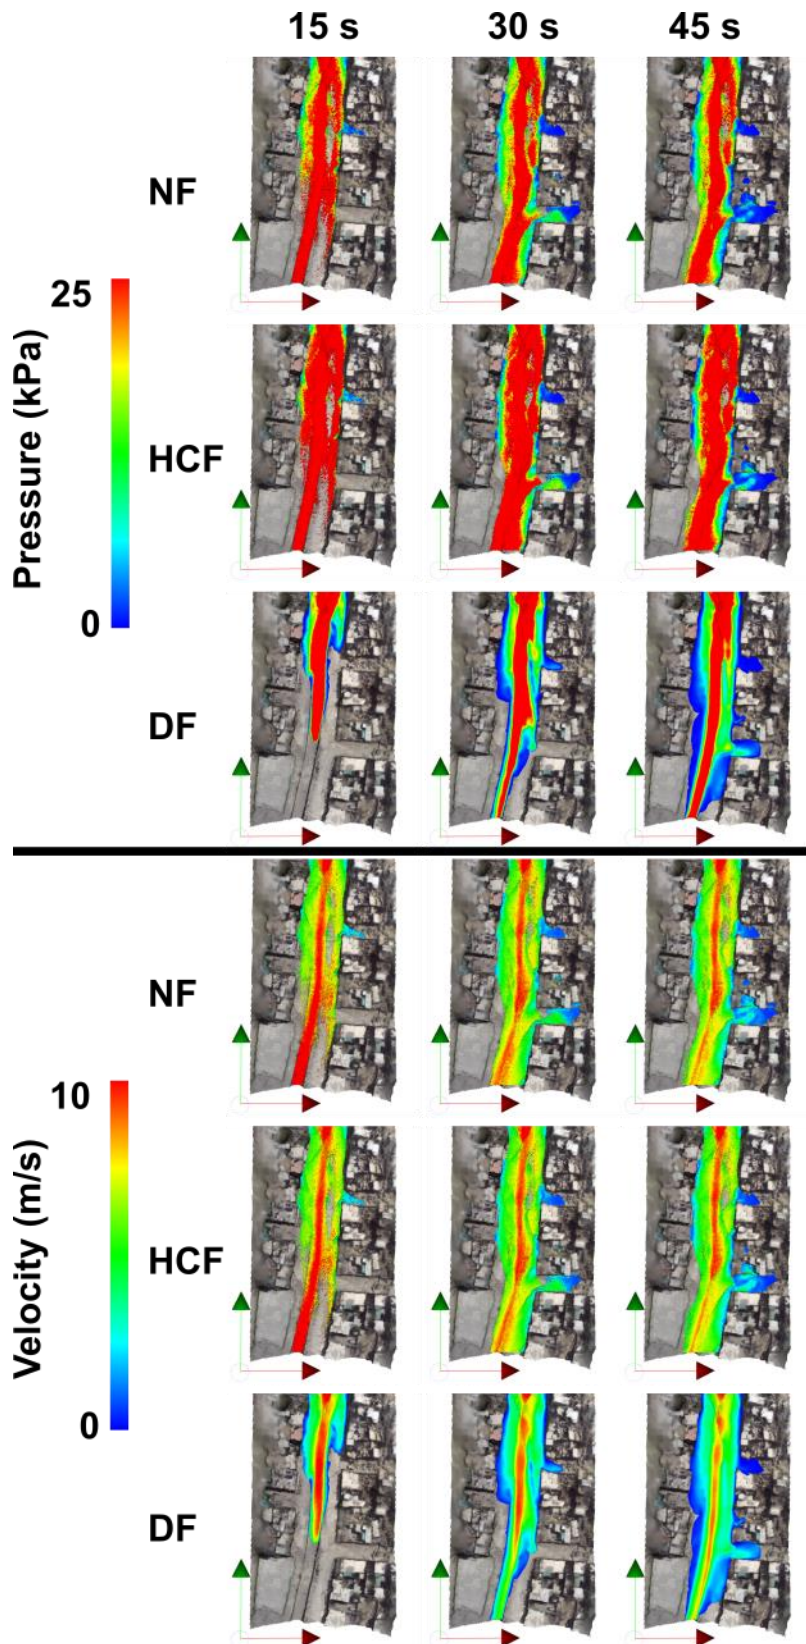 15 s 30 s 45 s
NF
25
Pressure (kPa)
HCF
0
DF
NF
10
Velocity (m/s)
HCF
0
DF